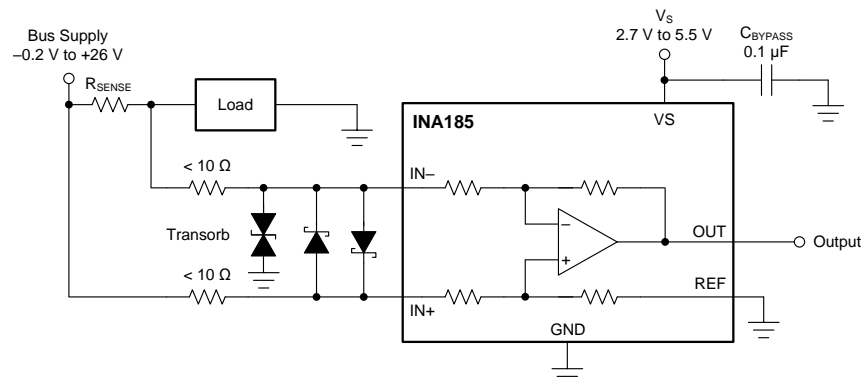 Bus Supply
–0.2 V to +26 V
RSENSE
Load
VS
2.7 V to 5.5 V
CBYPASS
0.1 µF
INA185
VS
< 10 Ω
IN–
Transorb
–
+
OUT
Output
< 10 Ω
REF
IN+
GND